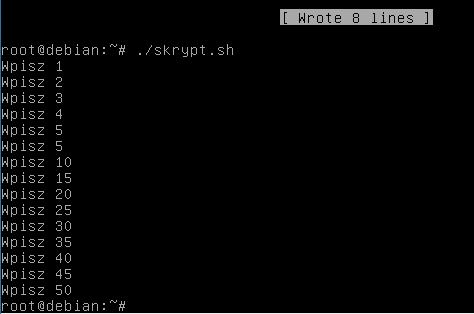 [ Wrote 8 lines ]
root@debian:~# ./skrypt.sh
Wpisz 1
Wpisz 2
Wpisz 3
Wpisz 4
Wpisz 5
Wpisz 5
Wpisz 10
Wpisz 15
Wpisz 20
Wpisz 25
Wpisz 30
Wpisz 35
Wpisz 40
Wpisz 45
Wpisz 50
root@debian:~#